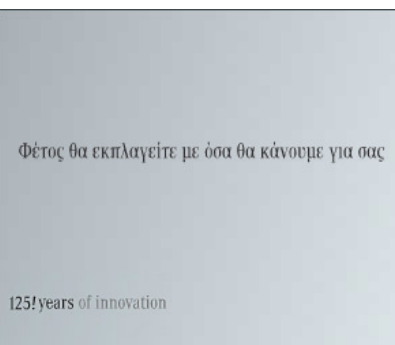 Φέτος θα εκπλαγείτε με όσα θα κάνουμε για σας
125! years of innovation